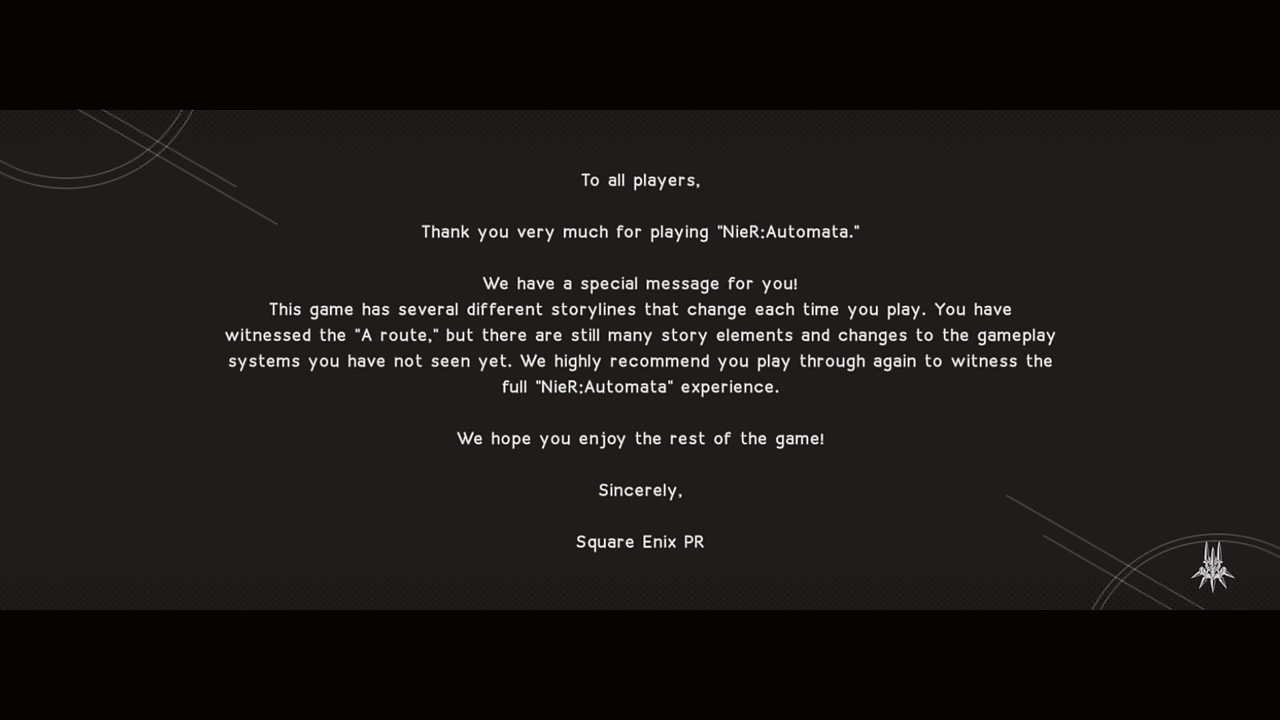 To all players,
Thank you very much for playing "NieR:Automata."
We have a special message for you!
This game has several different storylines that change each time you play. You have
witnessed the "A route," but there are still many story elements and changes to the gameplay
systems you have not seen yet. We highly recommend you play through again to witness the
full "NieR:Automata" experience.
We hope you enjoy the rest of the game!
Sincerely,
Square Enix PR